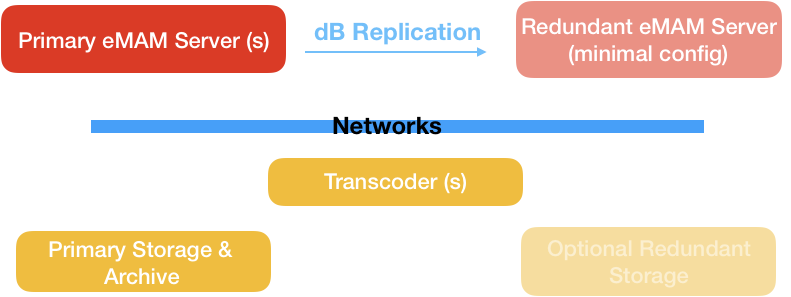 Primary eMAM Server (s)
dB Replication
Redundant eMAM Server
(minimal config)
Networks
Transcoder (s)
Primary Storage &
Archive
Optional Redundant
Storage